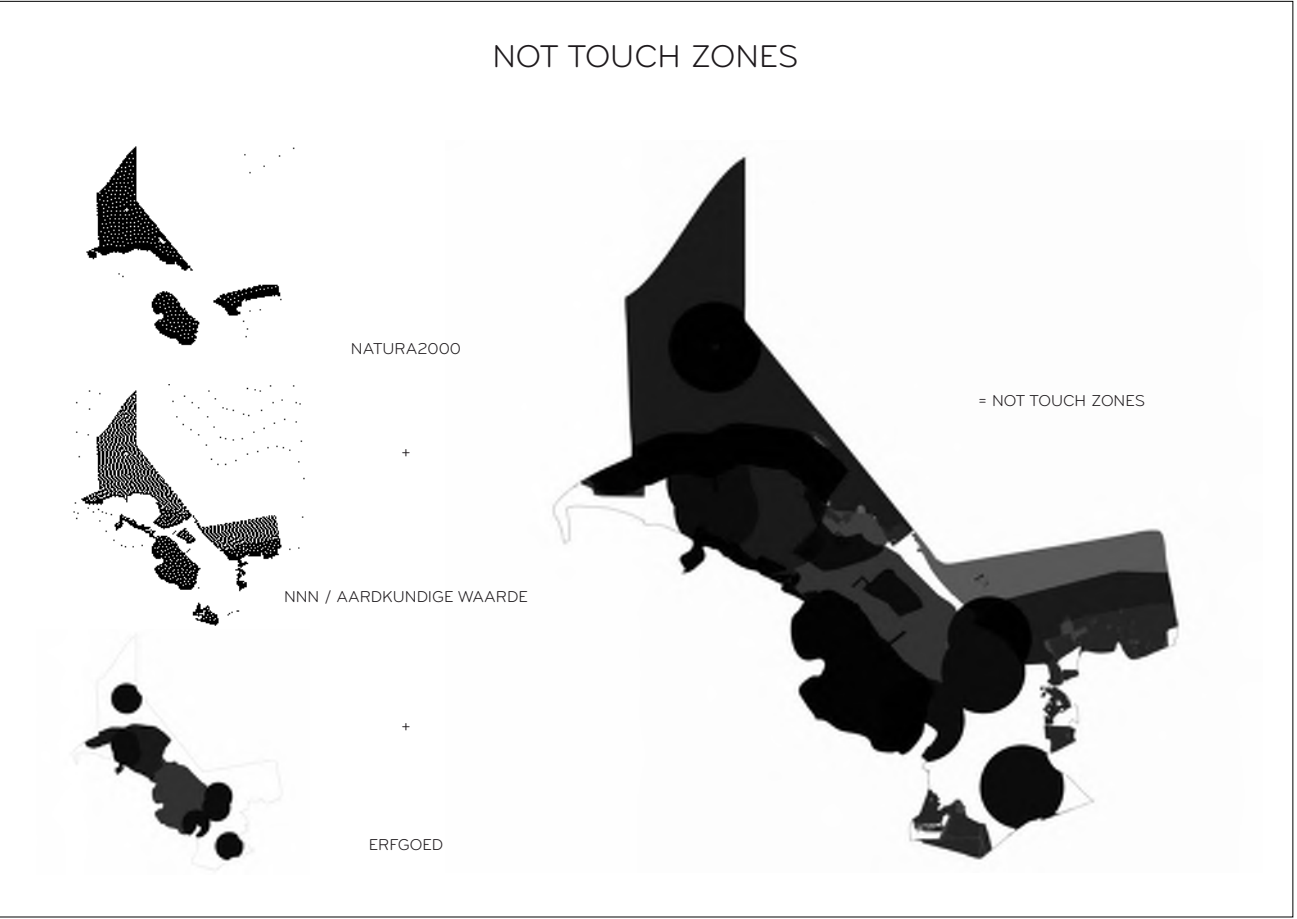 NOT TOUCH ZONES
NATURA2000
+
NNN / AARDKUNDIGE WAARDE
+
ERFGOED
= NOT TOUCH ZONES